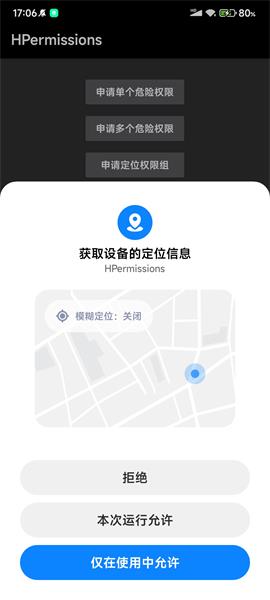 17:06
80%
HPermissions
申请单个危险权限
申请多个危险权限
申请定位权限组
获取设备的定位信息
HPermissions
模糊定位：关闭
拒绝
本次运行允许
仅在使用中允许